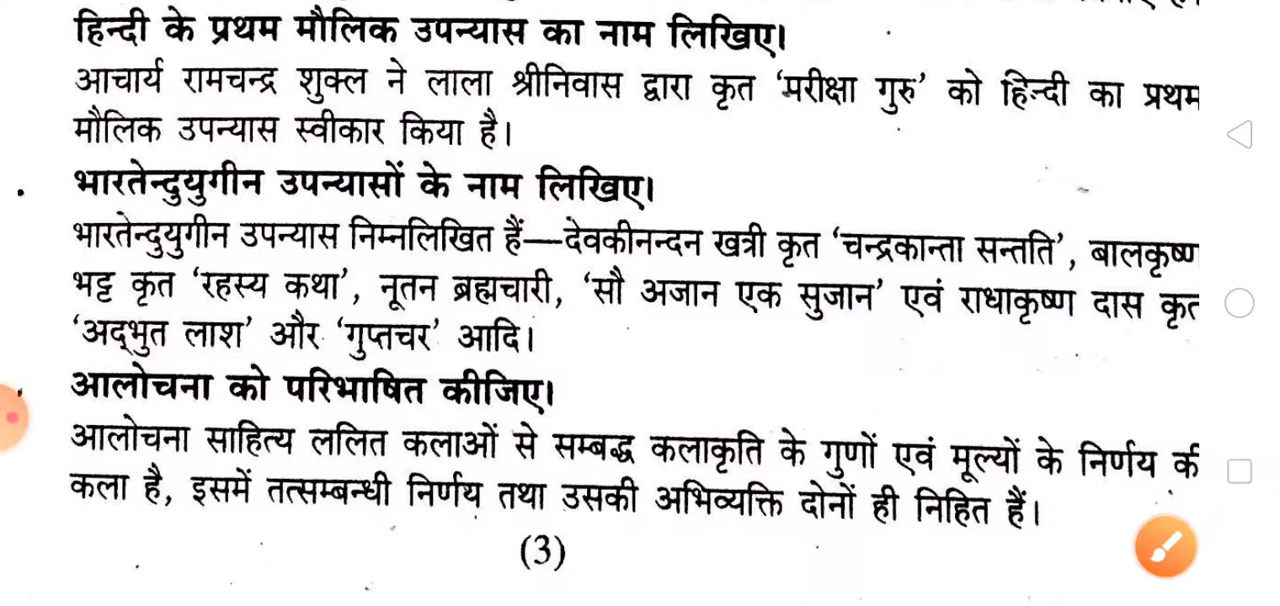 हिन्दी के प्रथम मौलिक उपन्यास का नाम लिखिए।
आचार्य रामचन्द्र शुक्ल ने लाला श्रीनिवास द्वारा कृत ‘परीक्षा गुरु’ को हिन्दी का प्रथम
मौलिक उपन्यास स्वीकार किया है।
भारतेन्दुयुगीन उपन्यासों के नाम लिखिए।
भारतेन्दुयुगीन उपन्यास निम्नलिखित हैं—देवकीनन्दन खत्री कृत ‘चन्द्रकान्ता सन्तति’, बालकृष्ण
भट्ट कृत ‘रहस्य कथा’, नूतन ब्रह्मचारी, ‘सौ अजान एक सुजान’ एवं राधाकृष्ण दास कृत
‘अद्‌भुत लाश’ और ‘गुप्तचर’ आदि।
आलोचना को परिभाषित कीजिए।
आलोचना साहित्य ललित कलाओं से सम्बद्ध कलाकृति के गुणों एवं मूल्यों के निर्णय की
कला है, इसमें तत्सम्बन्धी निर्णय तथा उसकी अभिव्यक्ति दोनों ही निहित हैं।
(3)